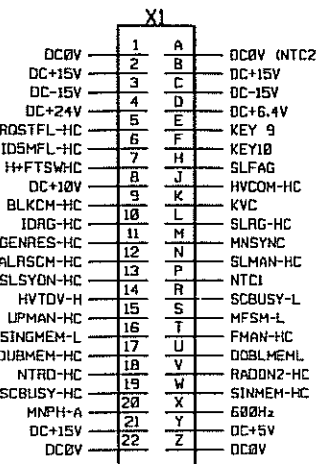 X1
DC0V 1 A DC0V (NTC2
DC+15V 2 B DC+15V
DC-15V 3 C DC-15V
DC+24V 4 D DC+6.4V
RQSTFL-HC 5 E KEY 9
IDSMFL-HC 6 F KEY10
H+FTSWHC 7 H SLFAG
DC+10V 8 J HVCOM-HC
BLKCM-HC 9 K KVC
IDRG-HC 10 L SLRG-HC
GENRES-HC 11 M MNSYNC
ALRSCM-HC 12 N SLMAN-HC
SLSYON-HC 13 P NTC1
HVTDV-H 14 R SCBUSY-L
UPMAN-HC 15 S MFSM-L
SINGMEM-L 16 T FMAN-HC
DUBMEM-HC 17 U DOBLMEML
NTRD-HC 18 V RADON2-HC
SCBUSY-HC 19 W SINMEM-HC
MNPH-A 20 X 600Hz
DC+15V 21 Y DC+5V
DC0V 22 Z DC0V